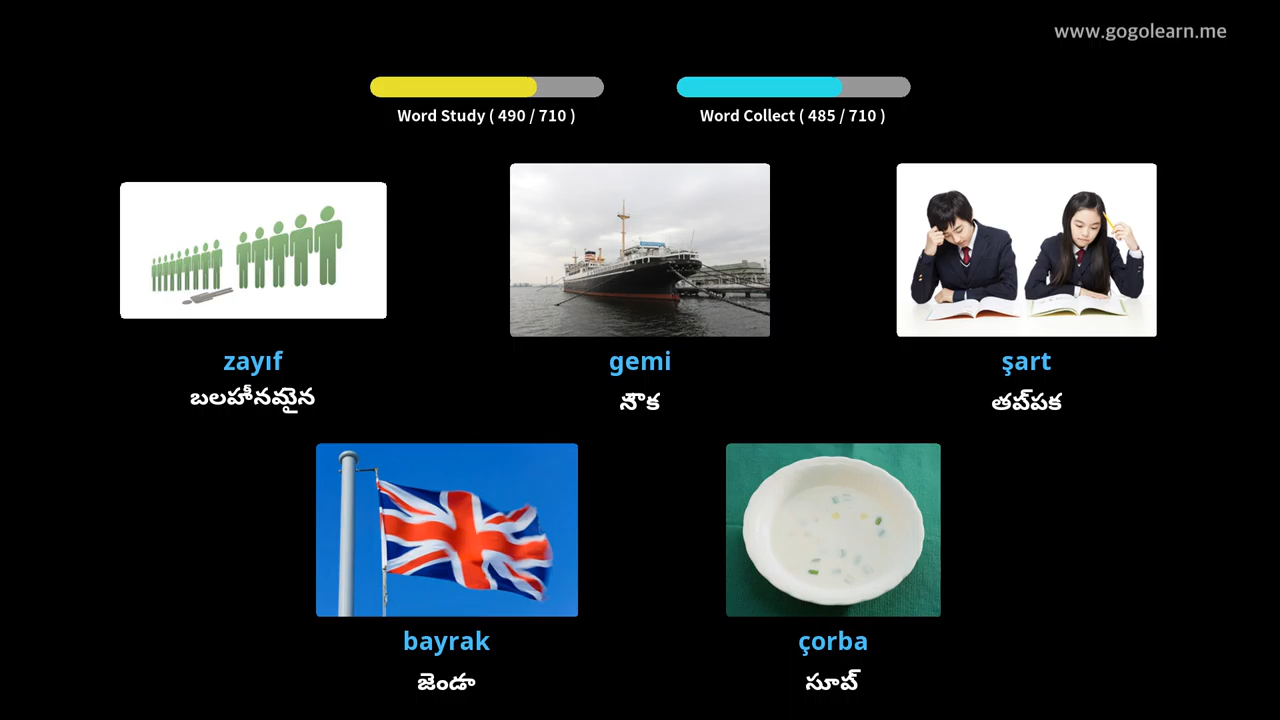 www.gogolearn.me
Word Study ( 490 / 710 )
Word Collect ( 485 / 710 )
zayıf
gemi
şart
బలహీనమైన
నౌక
తప్పక
bayrak
çorba
జెండా
సూప్